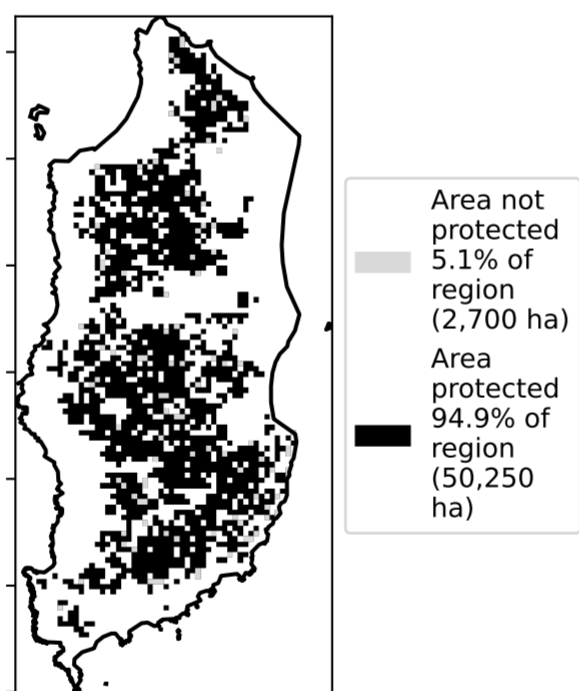 Area not
protected
5.1% of
region
(2,700 ha)
Area
protected
94.9% of
region
(50,250
ha)